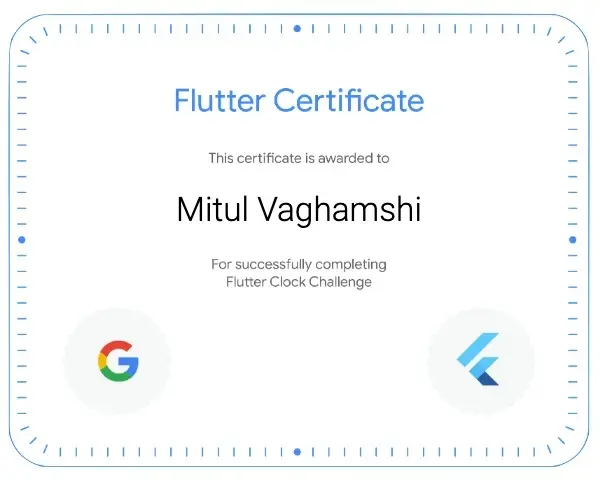 Flutter Certificate
This certificate is awarded to
Mitul Vaghamshi
For successfully completing
Flutter Clock Challenge